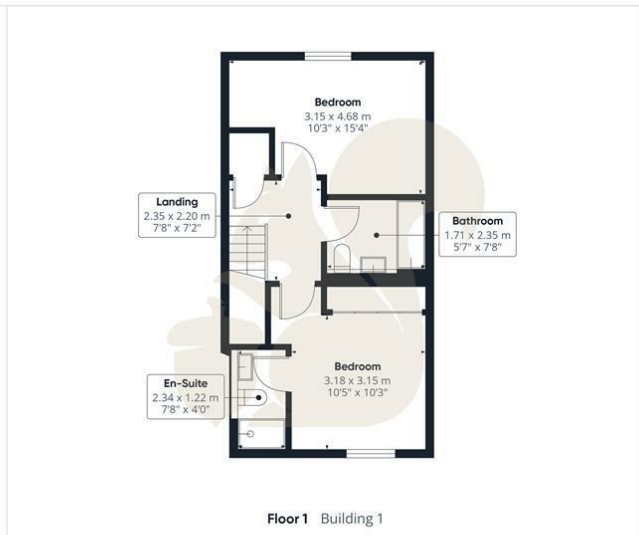 Bedroom
3.15 x 4.68 m
10'3" x 15'4"
Landing
2.35 x 2.20 m
7'8" x 7'2"
Bathroom
1.71 x 2.35 m
5'7" x 7'8"
Bedroom
3.18 x 3.15 m
10'5" x 10'3"
En-Suite
2.34 x 1.22 m
7'8" x 4'0"
Floor 1 Building 1